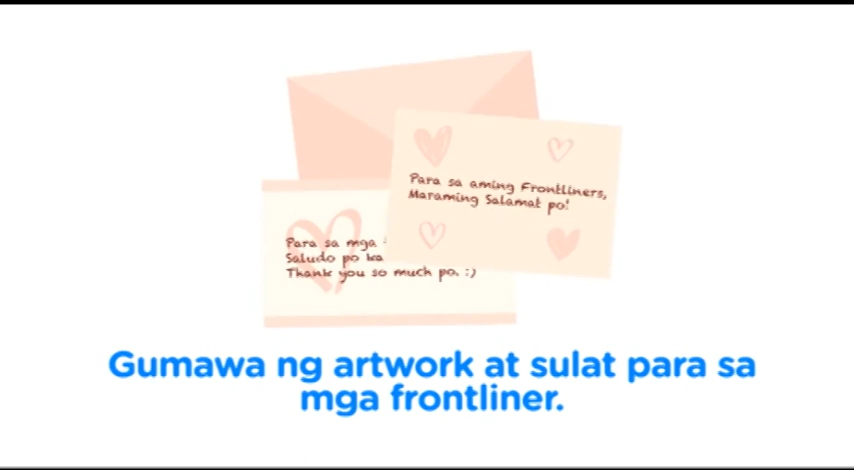 Para sa aming Frontliners,
Maraming Salamat po!
Para sa mga
Saludo po ka
Thank you so much po. :)
Gumawa ng artwork at sulat para sa
mga frontliner.